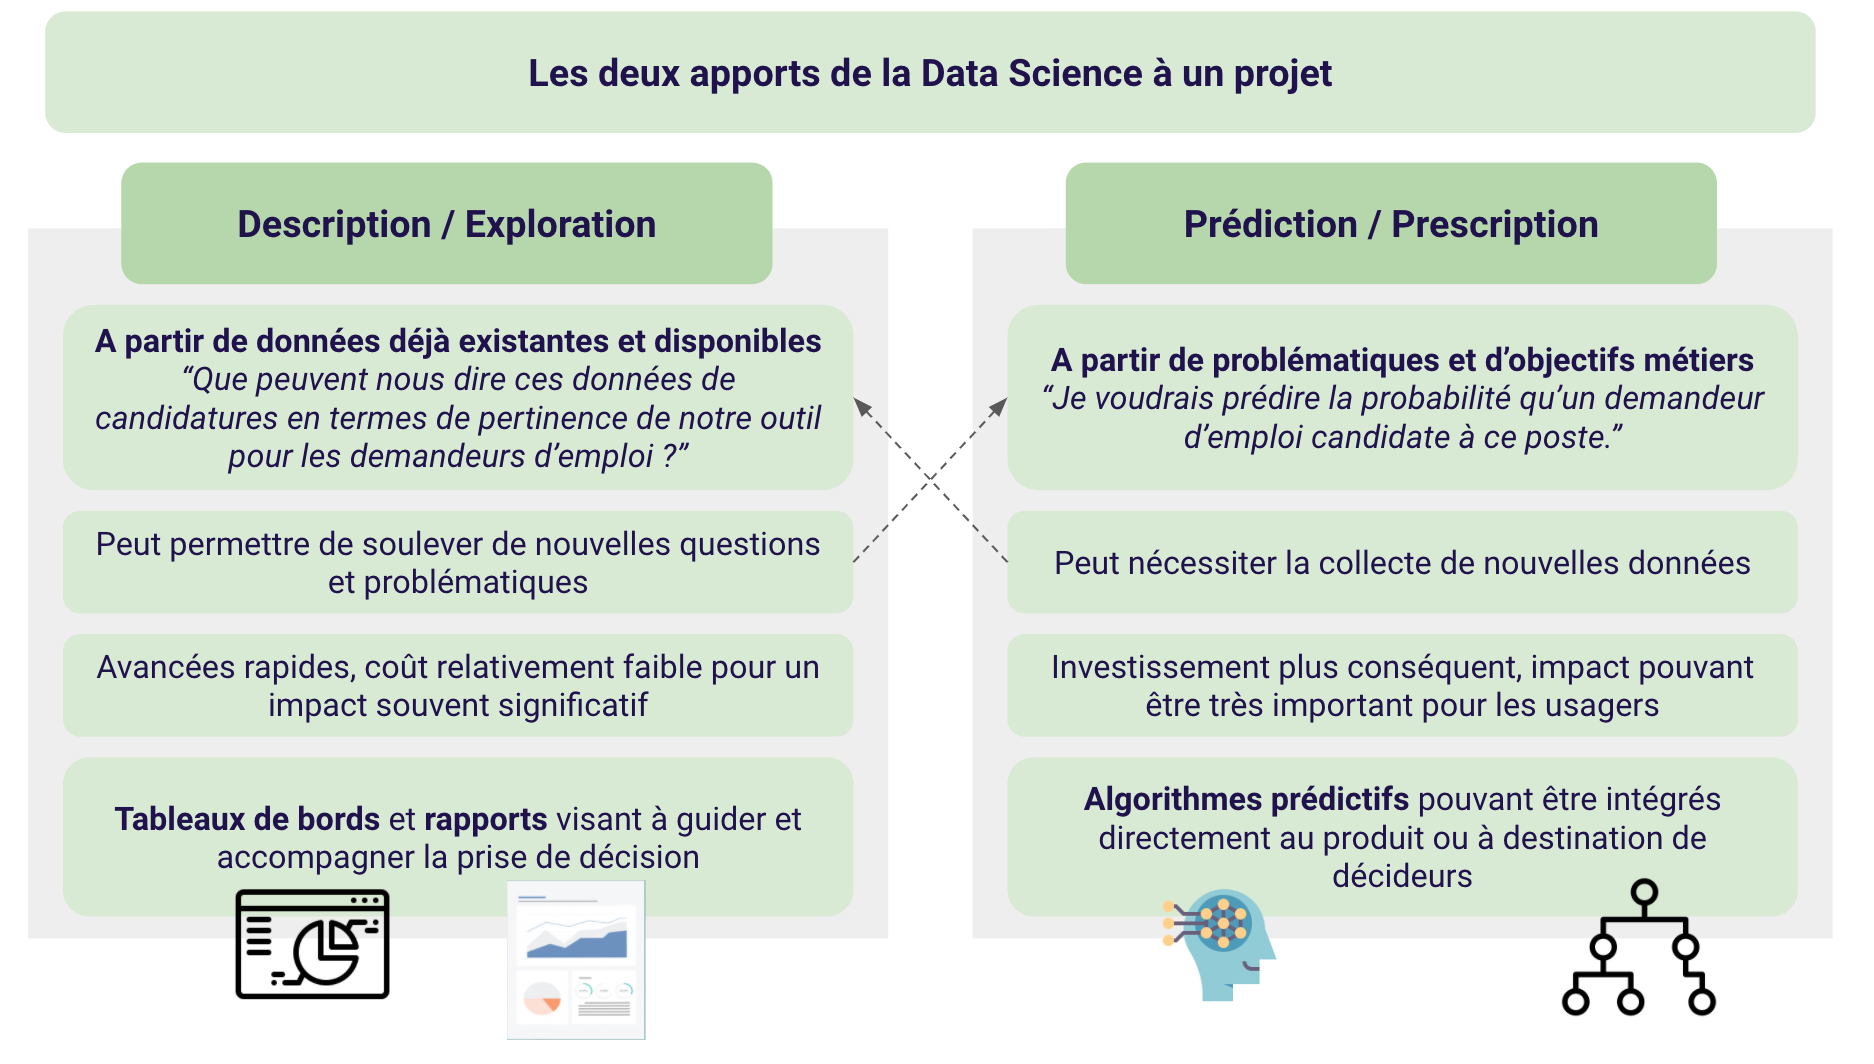 Les deux apports de la Data Science à un projet
Description / Exploration
A partir de données déjà existantes et disponibles
“Que peuvent nous dire ces données de
candidatures en termes de pertinence de notre outil
pour les demandeurs d’emploi ?”
Peut permettre de soulever de nouvelles questions
et problématiques
Avancées rapides, coût relativement faible pour un
impact souvent significatif
Tableaux de bords et rapports visant à guider et
accompagner la prise de décision
Prédiction / Prescription
A partir de problématiques et d’objectifs métiers
“Je voudrais prédire la probabilité qu’un demandeur
d’emploi candidate à ce poste.”
Peut nécessiter la collecte de nouvelles données
Investissement plus conséquent, impact pouvant
être très important pour les usagers
Algorithmes prédictifs pouvant être intégrés
directement au produit ou à destination de
décideurs